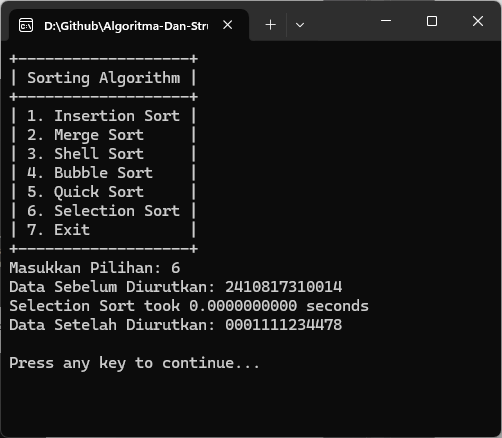 D:\Github\Algoritma-Dan-Str
+-------------------+
| Sorting Algorithm |
+-------------------+
| 1. Insertion Sort |
| 2. Merge Sort     |
| 3. Shell Sort     |
| 4. Bubble Sort    |
| 5. Quick Sort     |
| 6. Selection Sort |
| 7. Exit           |
+-------------------+
Masukkan Pilihan: 6
Data Sebelum Diurutkan: 2410817310014
Selection Sort took 0.0000000000 seconds
Data Setelah Diurutkan: 0001111234478
Press any key to continue...